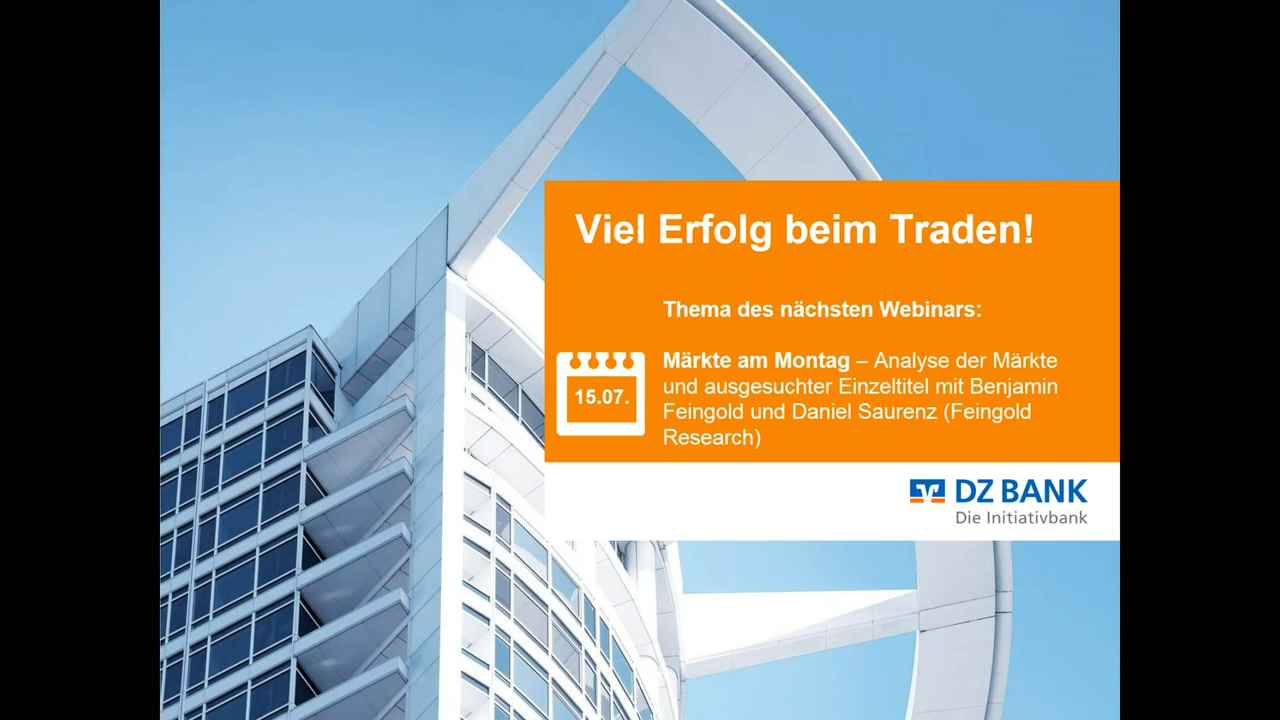 Viel Erfolg beim Traden!
Thema des nächsten Webinars:
15.07.
Märkte am Montag – Analyse der Märkte
und ausgesuchter Einzeltitel mit Benjamin
Feingold und Daniel Saurenz (Feingold
Research)
DZ BANK
Die Initiativbank